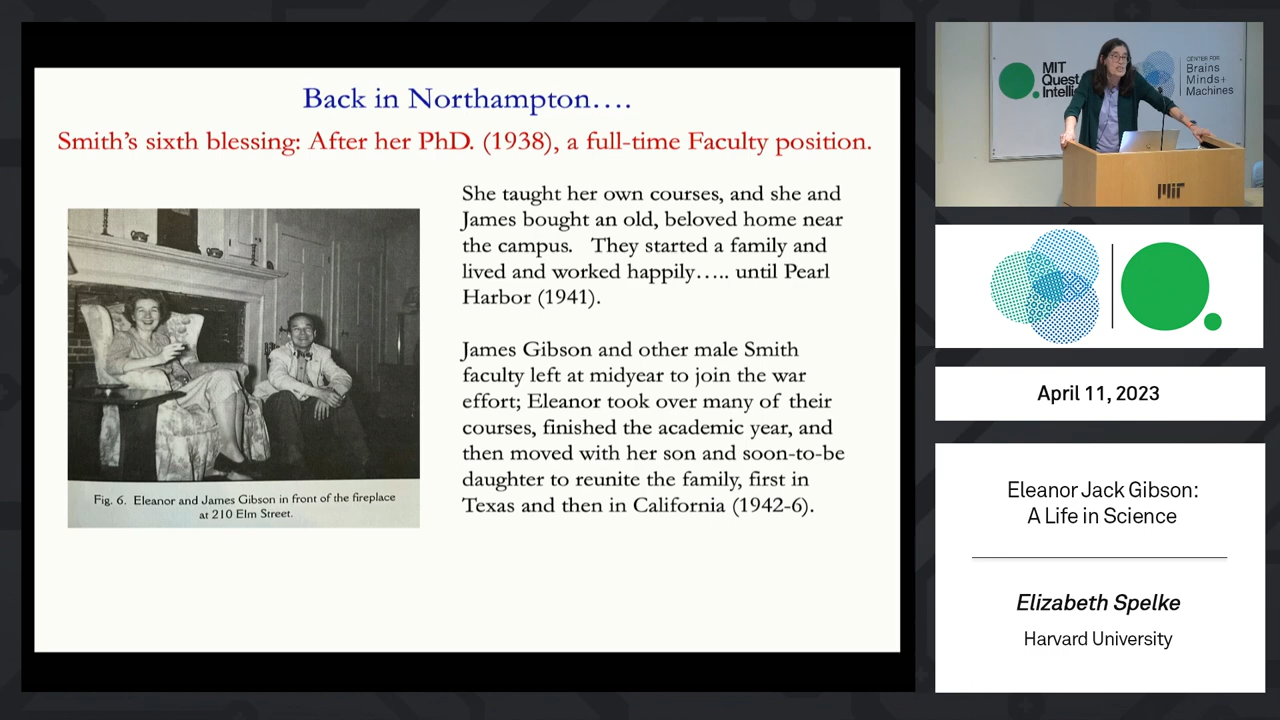 Back in Northampton….
Smith’s sixth blessing: After her PhD. (1938), a full-time Faculty position.
She taught her own courses, and she and
James bought an old, beloved home near
the campus. They started a family and
lived and worked happily….. until Pearl
Harbor (1941).
James Gibson and other male Smith
faculty left at midyear to join the war
effort; Eleanor took over many of their
courses, finished the academic year, and
then moved with her son and soon-to-be
daughter to reunite the family, first in
Texas and then in California (1942-6).
Fig. 6. Eleanor and James Gibson in front of the fireplace
at 210 Elm Street.
MIT
Quest
Intelli
CENTER FOR
Brains
Minds+
Machines
MIT
April 11, 2023
Eleanor Jack Gibson:
A Life in Science
Elizabeth Spelke
Harvard University